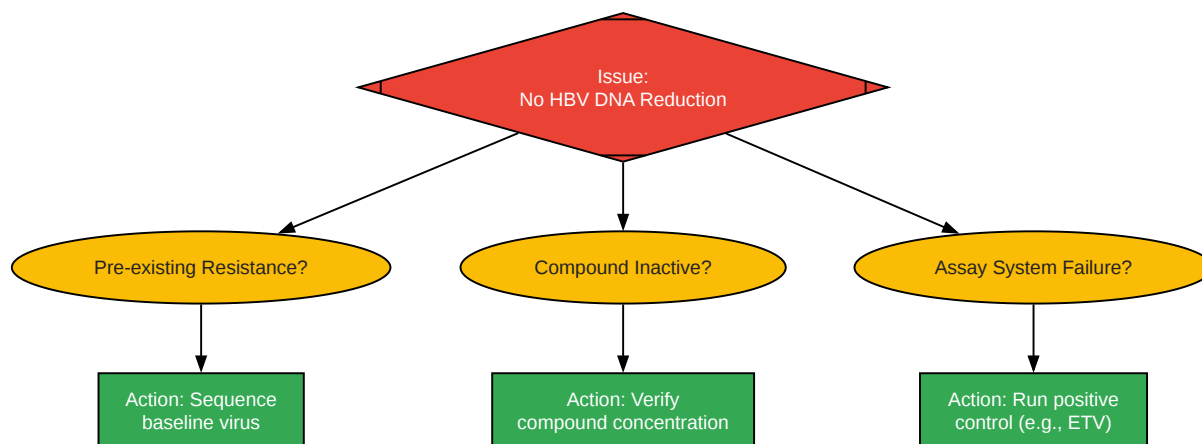 Issue:
No HBV DNA Reduction
Pre-existing Resistance?
Compound Inactive?
Assay System Failure?
Action: Sequence
baseline virus
Action: Verify
compound concentration
Action: Run positive
control (e.g., ETV)